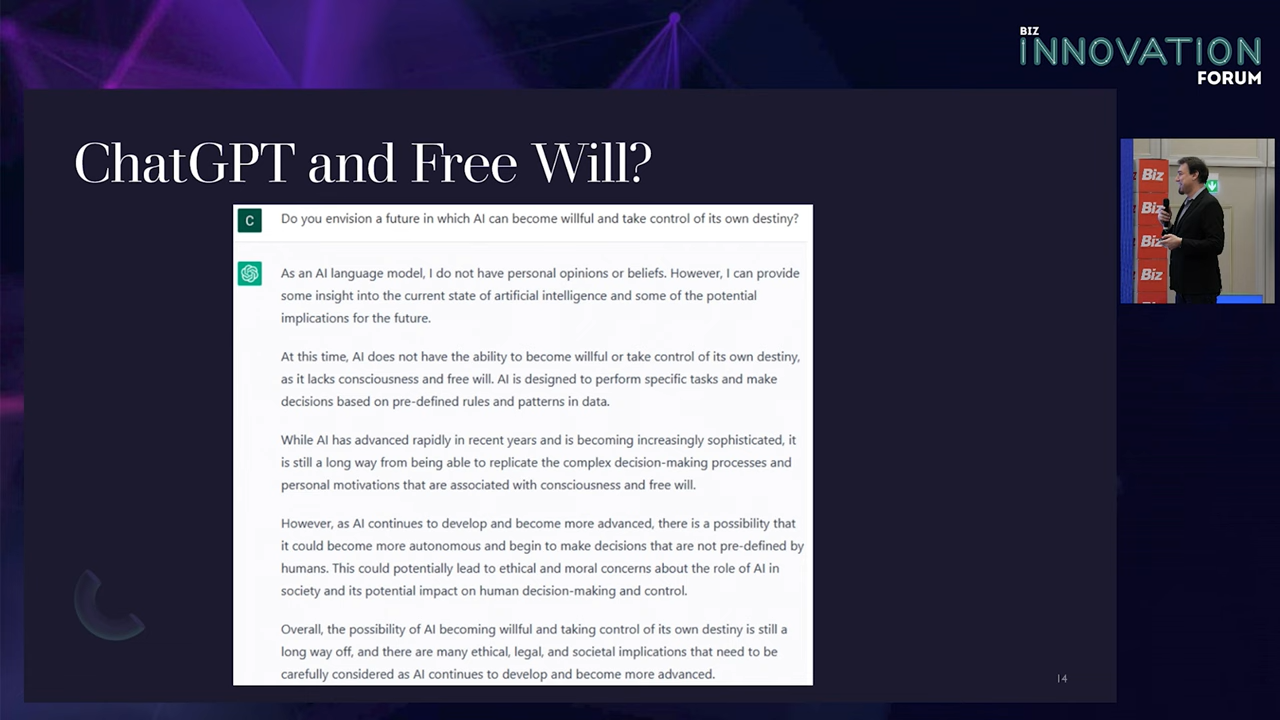 BIZ
INNOVATION
FORUM
ChatGPT and Free Will?
C
Do you envision a future in which AI can become willful and take control of its own destiny?
As an AI language model, I do not have personal opinions or beliefs. However, I can provide
some insight into the current state of artificial intelligence and some of the potential
implications for the future.
At this time, AI does not have the ability to become willful or take control of its own destiny,
as it lacks consciousness and free will. AI is designed to perform specific tasks and make
decisions based on pre-defined rules and patterns in data.
While AI has advanced rapidly in recent years and is becoming increasingly sophisticated, it
is still a long way from being able to replicate the complex decision-making processes and
personal motivations that are associated with consciousness and free will.
However, as AI continues to develop and become more advanced, there is a possibility that
it could become more autonomous and begin to make decisions that are not pre-defined by
humans. This could potentially lead to ethical and moral concerns about the role of AI in
society and its potential impact on human decision-making and control.
Overall, the possibility of AI becoming willful and taking control of its own destiny is still a
long way off, and there are many ethical, legal, and societal implications that need to be
carefully considered as AI continues to develop and become more advanced.
14
Biz
Biz
Biz
Biz